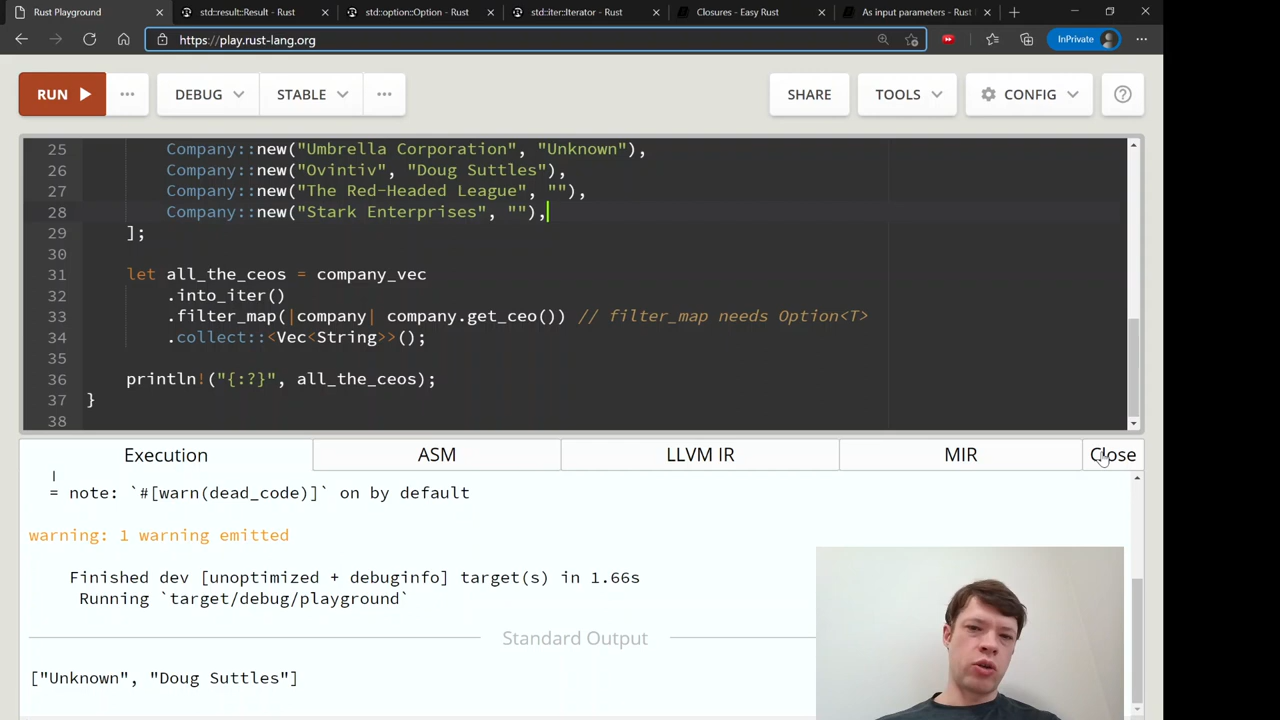 Rust Playground
std::result::Result - Rust
std::option::Option - Rust
std::iter::Iterator - Rust
Closures - Easy Rust
As input parameters - Rust
https://play.rust-lang.org
InPrivate
RUN
DEBUG
STABLE
SHARE
TOOLS
CONFIG
25 Company::new("Umbrella Corporation", "Unknown"),
26 Company::new("Ovintiv", "Doug Suttles"),
27 Company::new("The Red-Headed League", ""),
28 Company::new("Stark Enterprises", ""),
29 ];
30
31 let all_the_ceos = company_vec
32 .into_iter()
33 .filter_map(|company| company.get_ceo()) // filter_map needs Option<T>
34 .collect::<Vec<String>>();
35
36 println!("{:?}", all_the_ceos);
37 }
38
Execution
ASM
LLVM IR
MIR
Close
|
= note: `#[warn(dead_code)]` on by default
warning: 1 warning emitted
Finished dev [unoptimized + debuginfo] target(s) in 1.66s
Running `target/debug/playground`
Standard Output
["Unknown", "Doug Suttles"]